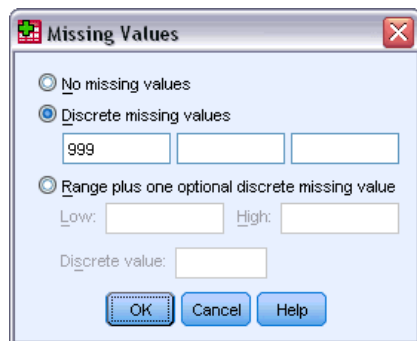 Missing Values
No missing values
Discrete missing values
999
Range plus one optional discrete missing value
Low: High:
Discrete value:
OK Cancel Help